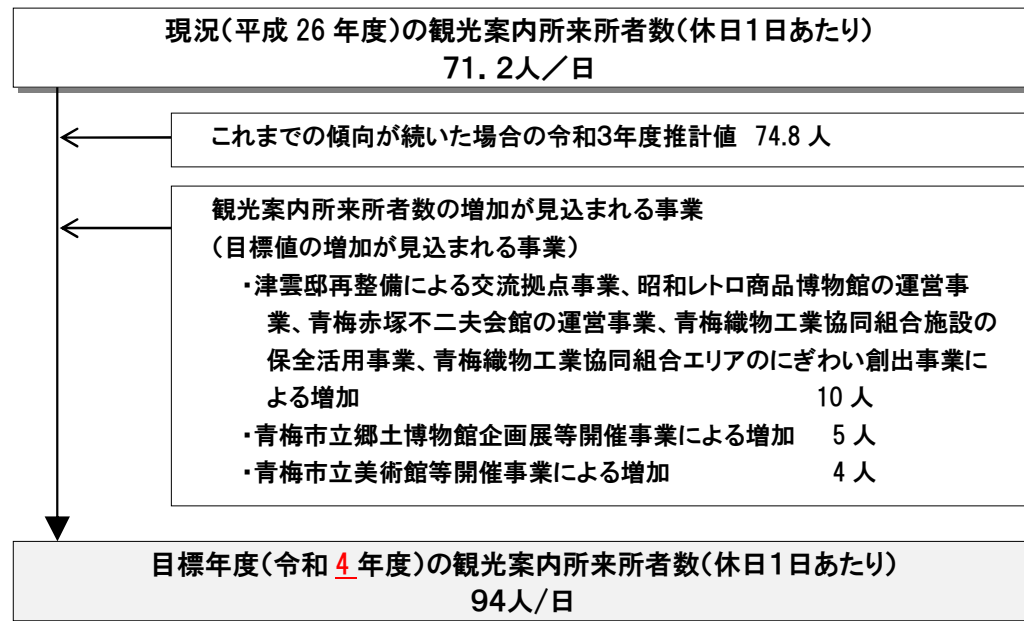 現況(平成 26 年度)の観光案内所来所者数(休日1日あたり)
71.2人/日
これまでの傾向が続いた場合の令和3年度推計値 74.8 人
観光案内所来所者数の増加が見込まれる事業
(目標値の増加が見込まれる事業)
・津雲邸再整備による交流拠点事業、昭和レトロ商品博物館の運営事
業、青梅赤塚不二夫会館の運営事業、青梅織物工業協同組合施設の
保全活用事業、青梅織物工業協同組合エリアのにぎわい創出事業に
よる増加 10 人
・青梅市立郷土博物館企画展等開催事業による増加 5 人
・青梅市立美術館等開催事業による増加 4 人
目標年度(令和 4 年度)の観光案内所来所者数(休日1日あたり)
94人/日